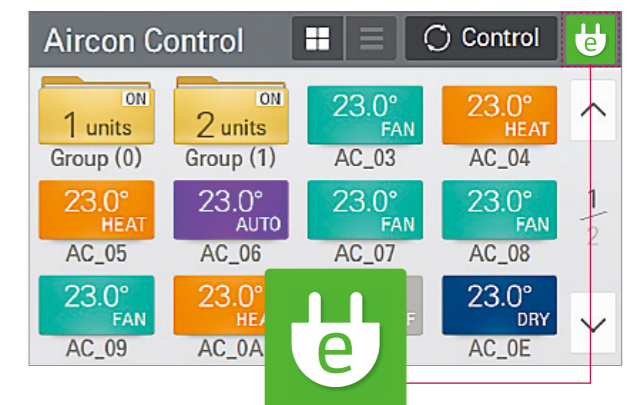 Aircon Control
Control
e
ON
1 units
Group (0)
ON
2 units
Group (1)
23.0°
FAN
AC_03
23.0°
HEAT
AC_04
23.0°
HEAT
AC_05
23.0°
AUTO
AC_06
23.0°
FAN
AC_07
23.0°
FAN
AC_08
1
2
23.0°
FAN
AC_09
23.0°
AC_0A
e
23.0°
DRY
AC_0E